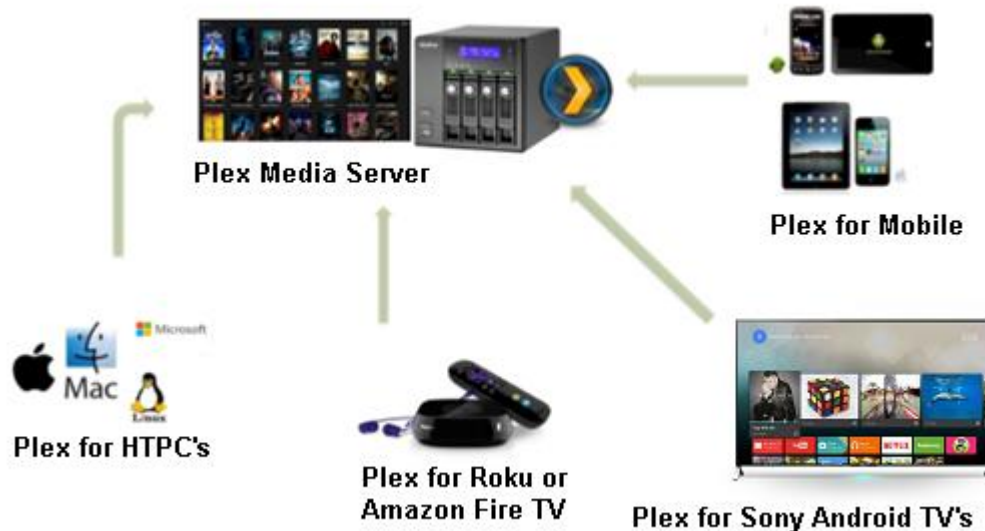 Plex Media Server
Plex for Mobile
Microsoft
Mac
Linux
Plex for HTPC's
Plex for Roku or
Amazon Fire TV
NETFLIX
Plex for Sony Android TV's